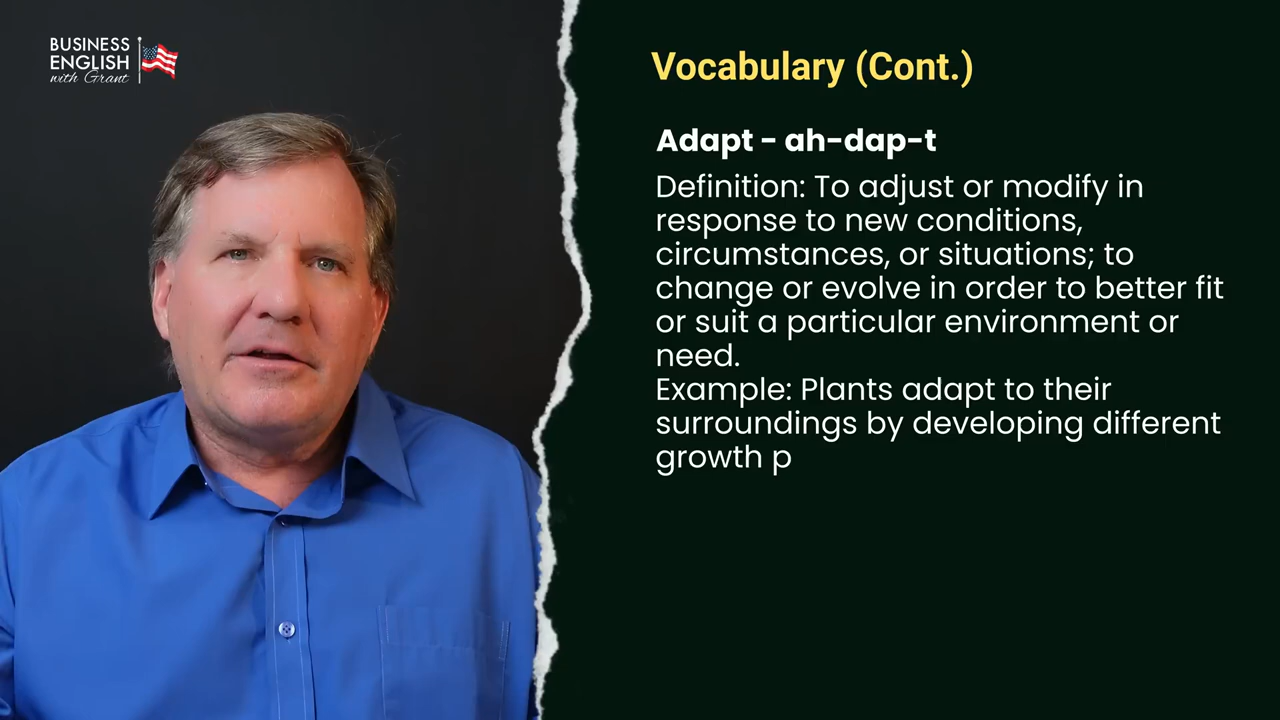 BUSINESS
ENGLISH
with Grant
Vocabulary (Cont.)
Adapt - ah-dap-t
Definition: To adjust or modify in
response to new conditions,
circumstances, or situations; to
change or evolve in order to better fit
or suit a particular environment or
need.
Example: Plants adapt to their
surroundings by developing different
growth p